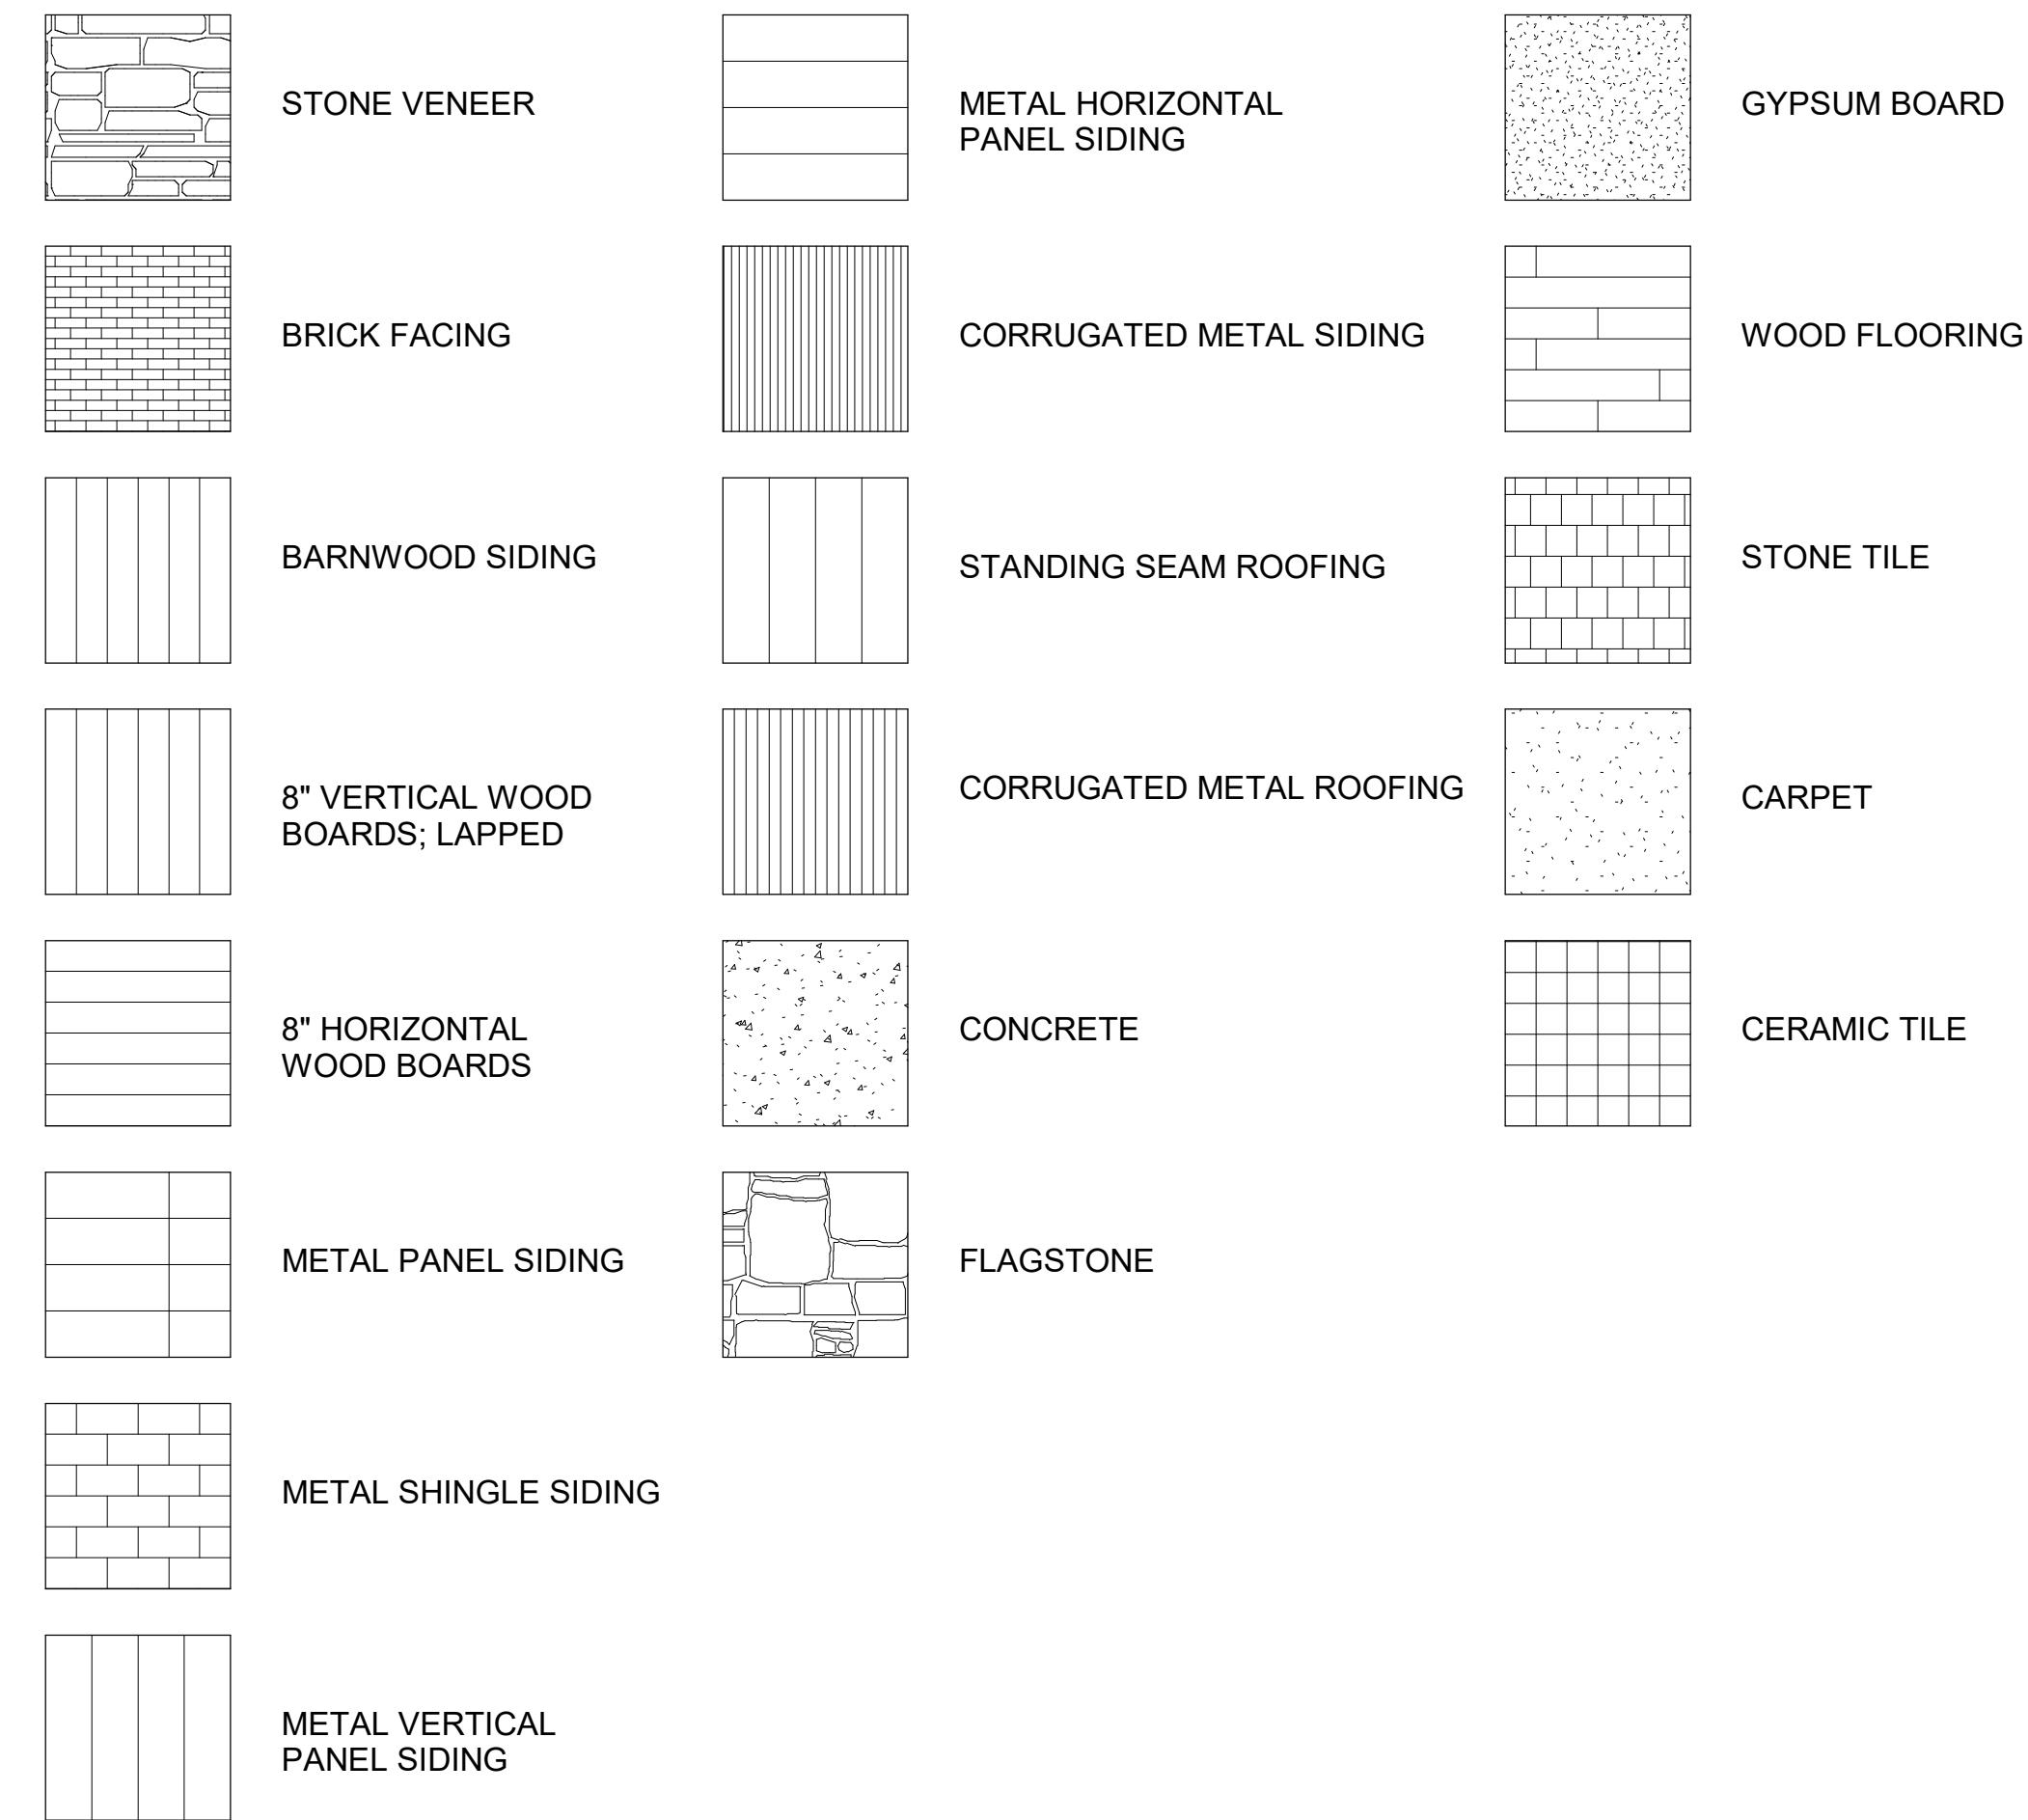 STONE VENEER
BRICK FACING
BARNWOOD SIDING
8" VERTICAL WOOD
BOARDS; LAPPED
8" HORIZONTAL
WOOD BOARDS
METAL PANEL SIDING
METAL SHINGLE SIDING
METAL VERTICAL
PANEL SIDING
METAL HORIZONTAL
PANEL SIDING
CORRUGATED METAL SIDING
STANDING SEAM ROOFING
CORRUGATED METAL ROOFING
CONCRETE
FLAGSTONE
GYPSUM BOARD
WOOD FLOORING
STONE TILE
CARPET
CERAMIC TILE